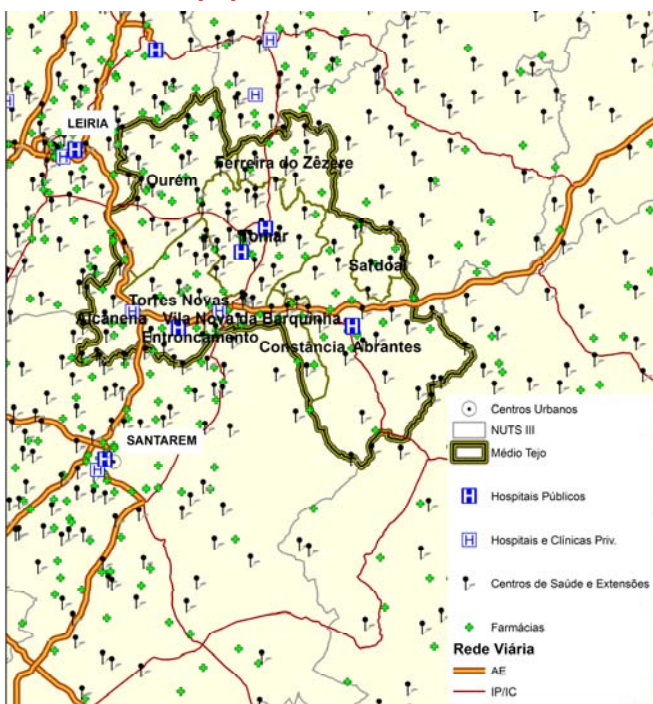 LEIRIA
Ferreira do Zêzere
Ourém
Tomar
Sardoal
Torres Novas
Alcanena
Vila Nova da Barquinha
Entroncamento
Constância
Abrantes
SANTAREM
Centros Urbanos
NUTS III
Médio Tejo
Hospitais Públicos
Hospitais e Clínicas Priv.
Centros de Saúde e Extensões
Farmácias
Rede Viária
AE
IP/IC